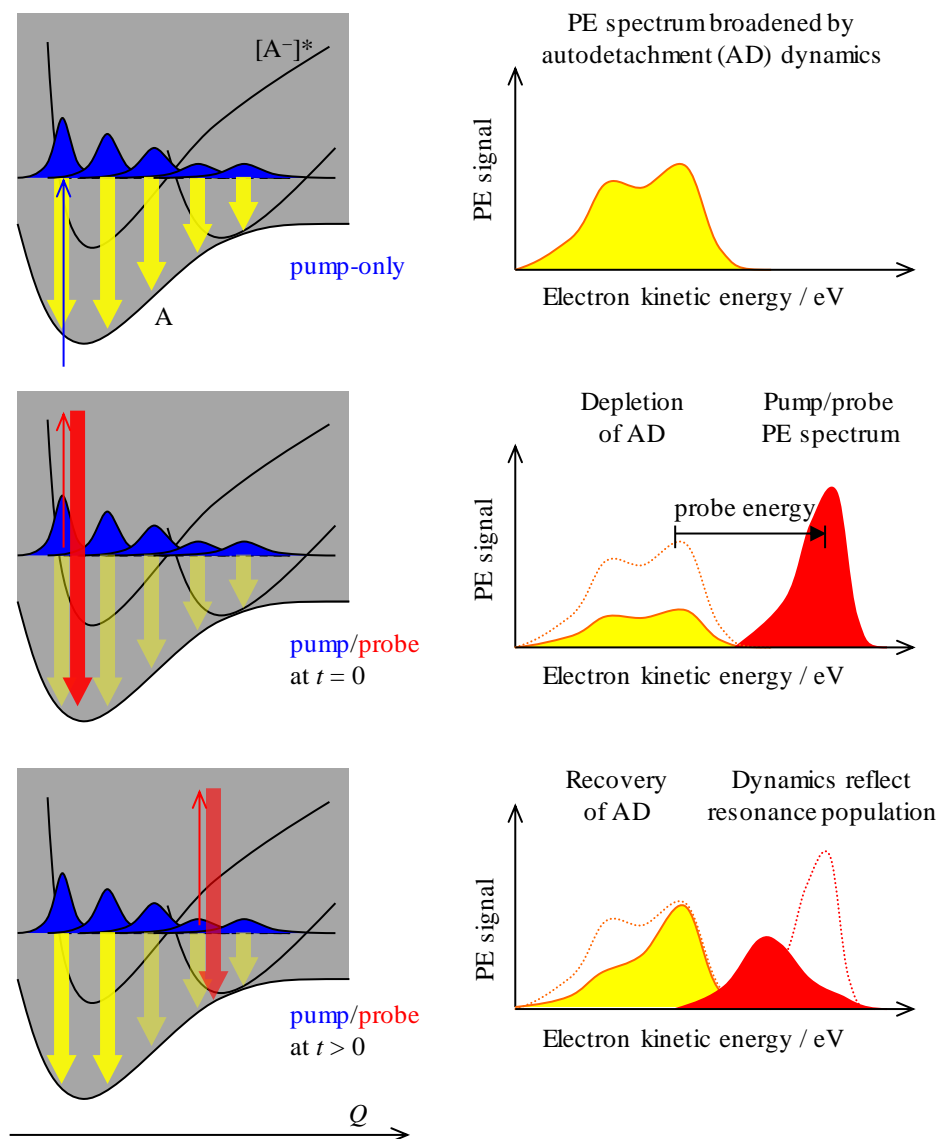 PE spectrum broadened by
autodetachment (AD) dynamics
[A⁻]*
PE signal
pump-only
A
Electron kinetic energy / eV
Depletion
of AD
Pump/probe
PE spectrum
PE signal
probe energy
pump/probe
at t = 0
Electron kinetic energy / eV
Recovery
of AD
Dynamics reflect
resonance population
PE signal
pump/probe
at t > 0
Electron kinetic energy / eV
Q